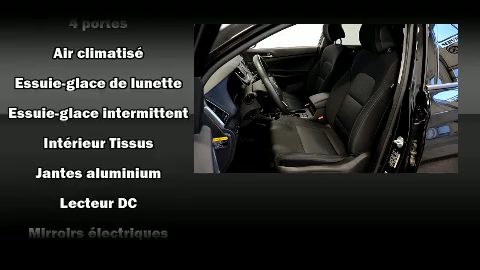 4 portes
Air climatisé
Essuie-glace de lunette
Essuie-glace intermittent
Intérieur Tissus
Jantes aluminium
Lecteur DC
Mirroirs électriques